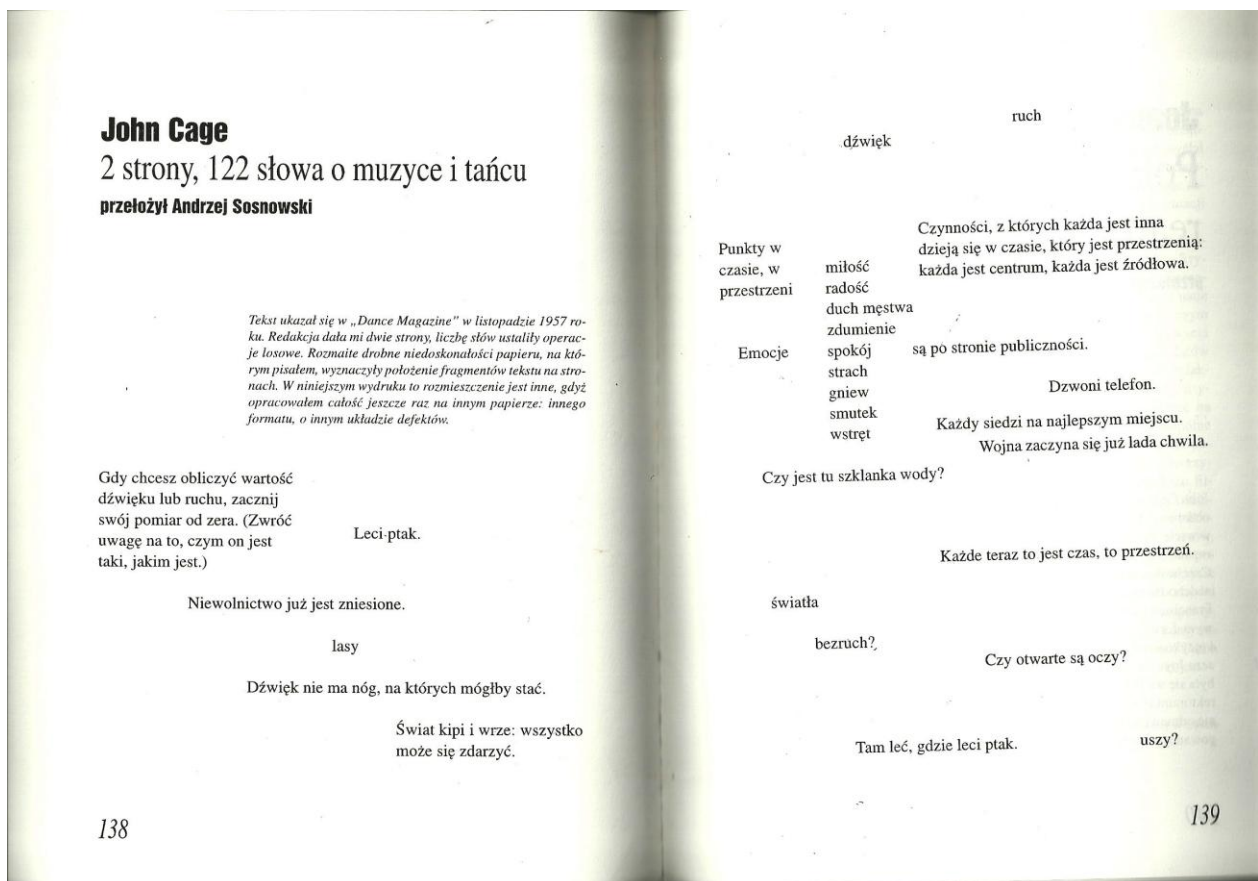 John Cage
2 strony, 122 słowa o muzyce i tańcu
przełożył Andrzej Sosnowski
Tekst ukazał się w „Dance Magazine” w listopadzie 1957 ro-
ku. Redakcja dała mi dwie strony, liczbę słów ustaliły operac-
je losowe. Rozmaite drobne niedoskonałości papieru, na któ-
rym pisałem, wyznaczyły położenie fragmentów tekstu na stro-
nach. W niniejszym wydruku to rozmieszczenie jest inne, gdyż
opracowałem całość jeszcze raz na innym papierze: innego
formatu, o innym układzie defektów.
Gdy chcesz obliczyć wartość
dźwięku lub ruchu, zacznij
swój pomiar od zera. (Zwróć
uwagę na to, czym on jest
taki, jakim jest.)
Leci ptak.
Niewolnictwo już jest zniesione.
lasy
Dźwięk nie ma nóg, na których mógłby stać.
Świat kipi i wrze: wszystko
może się zdarzyć.
138
ruch
dźwięk
Czynności, z których każda jest inna
dzieją się w czasie, który jest przestrzenią:
każda jest centrum, każda jest źródłowa.
Punkty w
czasie, w
przestrzeni
miłość
radość
duch męstwa
zdumienie
Emocje spokój są po stronie publiczności.
strach
gniew
smutek
wstręt
Dzwoni telefon.
Każdy siedzi na najlepszym miejscu.
Wojna zaczyna się już lada chwila.
Czy jest tu szklanka wody?
Każde teraz to jest czas, to przestrzeń.
światła
bezruch?
Czy otwarte są oczy?
Tam leć, gdzie leci ptak.
uszy?
139